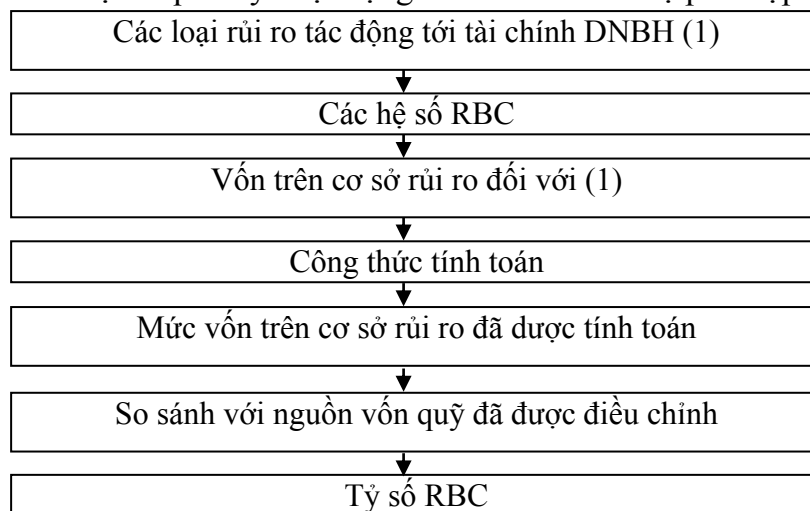 Các loại rủi ro tác động tới tài chính DNBH (1)
Các hệ số RBC
Vốn trên cơ sở rủi ro đối với (1)
Công thức tính toán
Mức vốn trên cơ sở rủi ro đã dược tính toán
So sánh với nguồn vốn quỹ đã được điều chỉnh
Tỷ số RBC